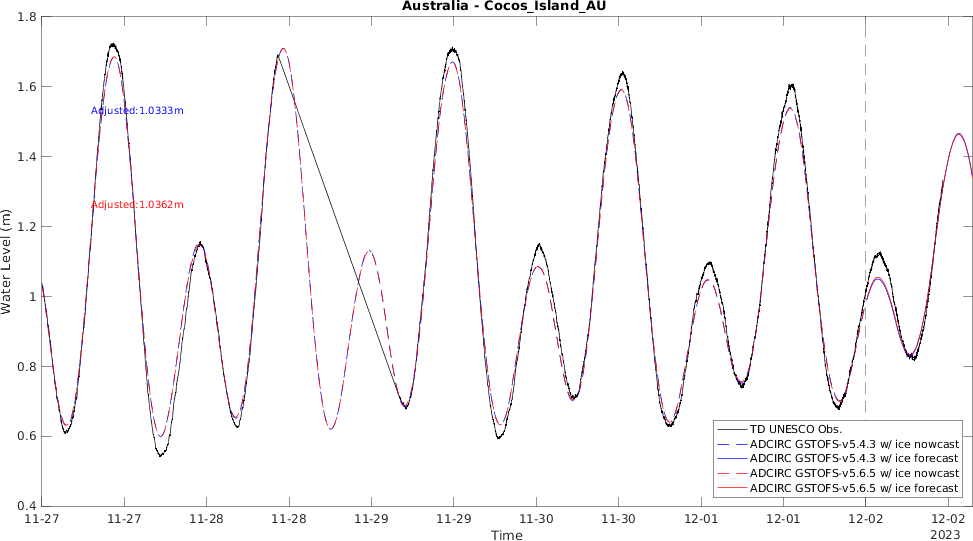 Australia - Cocos_Island_AU
Water Level (m)
1.8
1.6
1.4
1.2
1
0.8
0.6
0.4
Adjusted:1.0333m
Adjusted:1.0362m
TD UNESCO Obs.
ADCIRC GSTOFS-v5.4.3 w/ ice nowcast
ADCIRC GSTOFS-v5.4.3 w/ ice forecast
ADCIRC GSTOFS-v5.6.5 w/ ice nowcast
ADCIRC GSTOFS-v5.6.5 w/ ice forecast
11-27 11-27 11-28 11-28 11-29 11-29 11-30 11-30 12-01 12-01 12-02 12-02
2023
Time